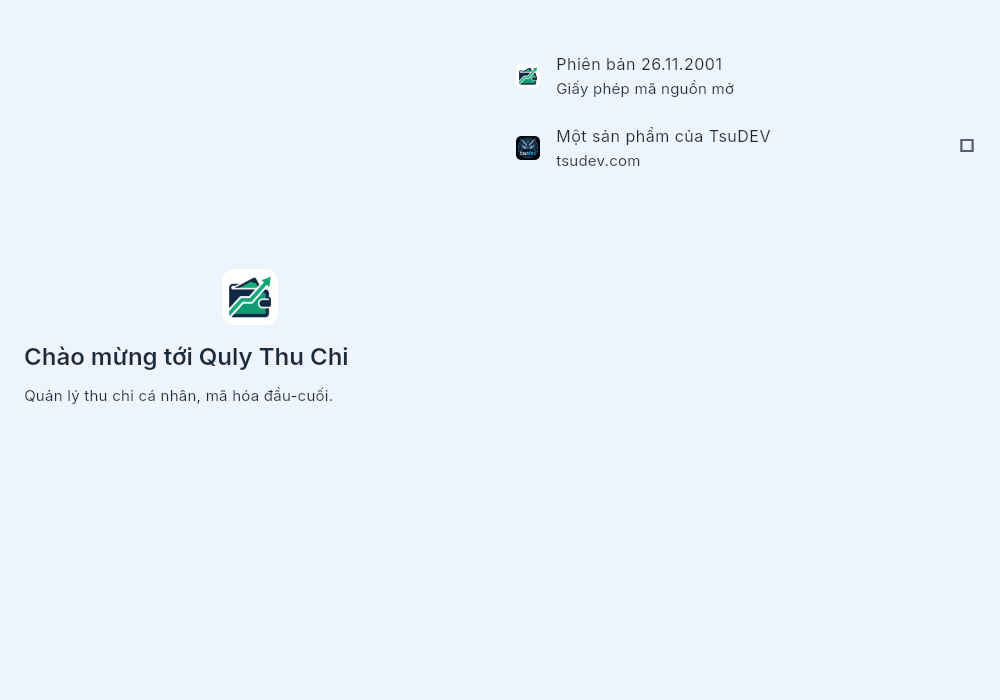 Phiên bản 26.11.2001
Giấy phép mã nguồn mở
Một sản phẩm của TsuDEV
tsudev.com
Chào mừng tới Quly Thu Chi
Quản lý thu chi cá nhân, mã hóa đầu-cuối.